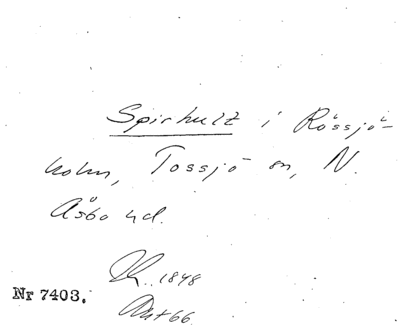 Spirhult i Rössjö-
holm, Tossjö sn, N.
Åsbo hd.
1848
Nr 7403.